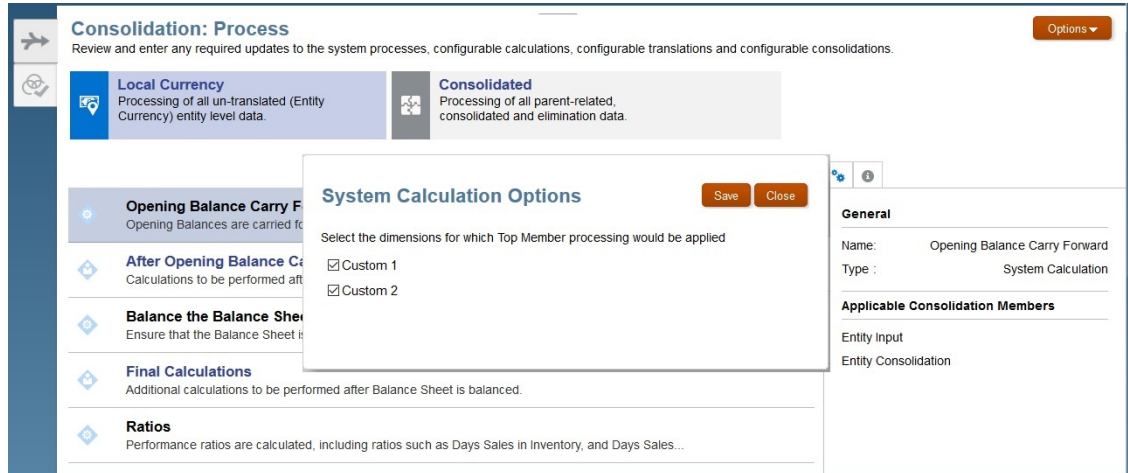 Consolidation: Process
Options
Review and enter any required updates to the system processes, configurable calculations, configurable translations and configurable consolidations.
Local Currency
Processing of all un-translated (Entity
Currency) entity level data.
Consolidated
Processing of all parent-related,
consolidated and elimination data.
System Calculation Options
Save
Close
Select the dimensions for which Top Member processing would be applied
Custom 1
Custom 2
Opening Balance Carry F
Opening Balances are carried fo
After Opening Balance Ca
Calculations to be performed aft
Balance the Balance Shee
Ensure that the Balance Sheet is
Final Calculations
Additional calculations to be performed after Balance Sheet is balanced.
Ratios
Performance ratios are calculated, including ratios such as Days Sales in Inventory, and Days Sales...
General
Name: Opening Balance Carry Forward
Type : System Calculation
Applicable Consolidation Members
Entity Input
Entity Consolidation